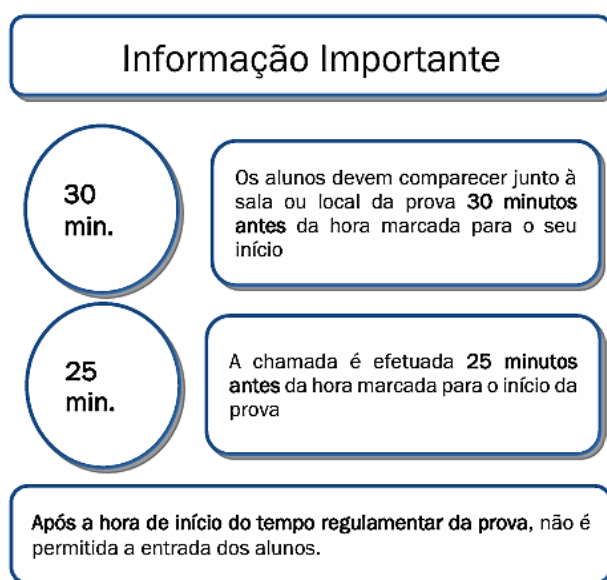 Informação Importante
30
min.
Os alunos devem comparecer junto à
sala ou local da prova 30 minutos
antes da hora marcada para o seu
início
25
min.
A chamada é efetuada 25 minutos
antes da hora marcada para o início da
prova
Após a hora de início do tempo regulamentar da prova, não é
permitida a entrada dos alunos.